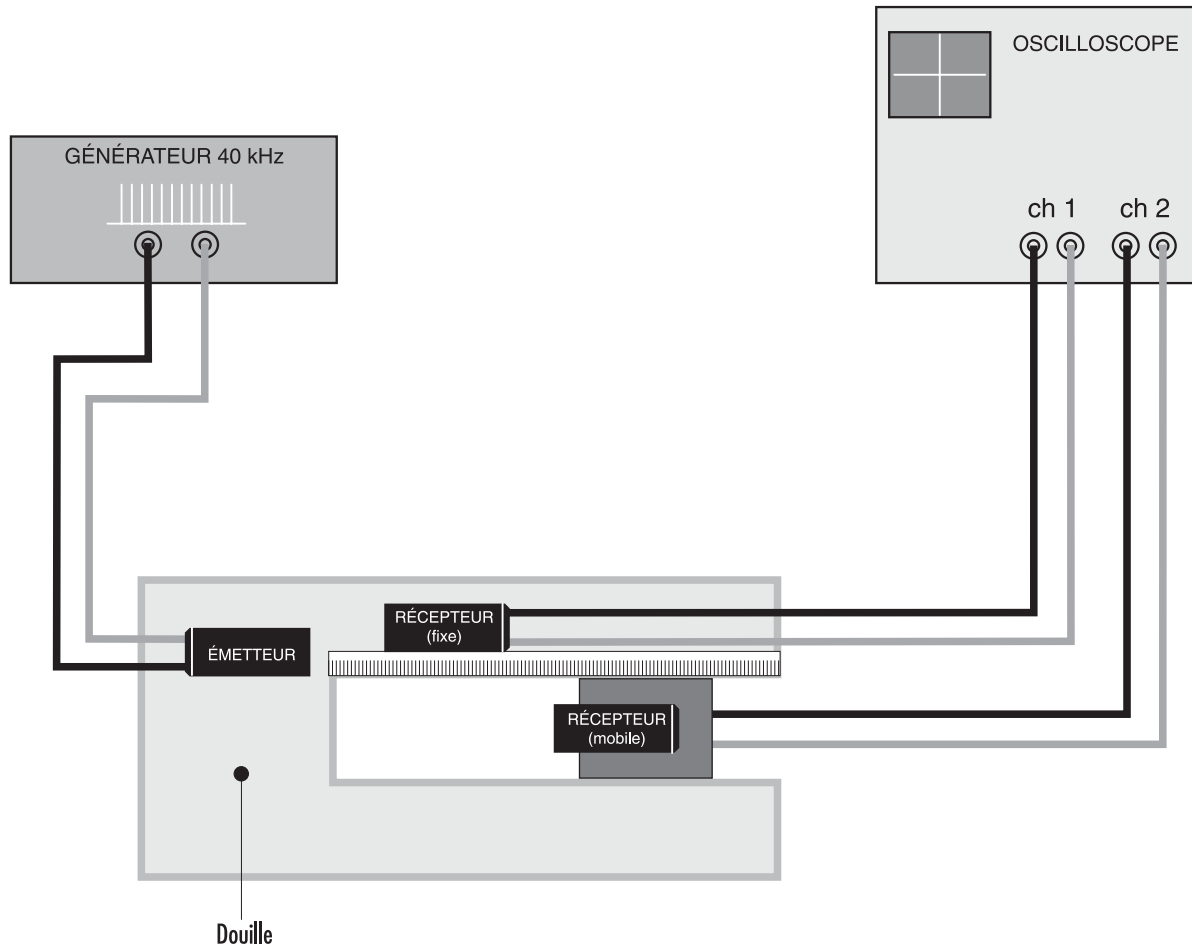 OSCILLOSCOPE
GÉNÉRATEUR 40 kHz
ch 1
ch 2
RÉCEPTEUR
(fixe)
ÉMETTEUR
RÉCEPTEUR
(mobile)
Douille